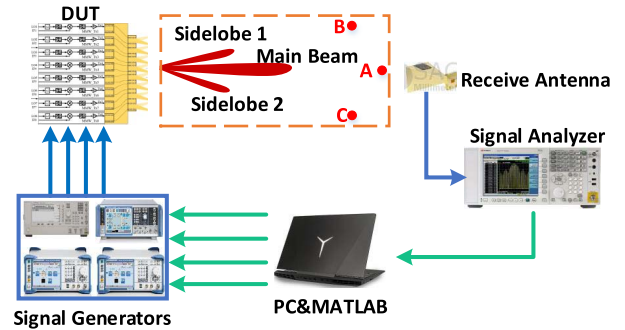 DUT
Sidelobe 1
Main Beam
Sidelobe 2
B
A
C
Receive Antenna
Signal Analyzer
Signal Generators
PC&MATLAB